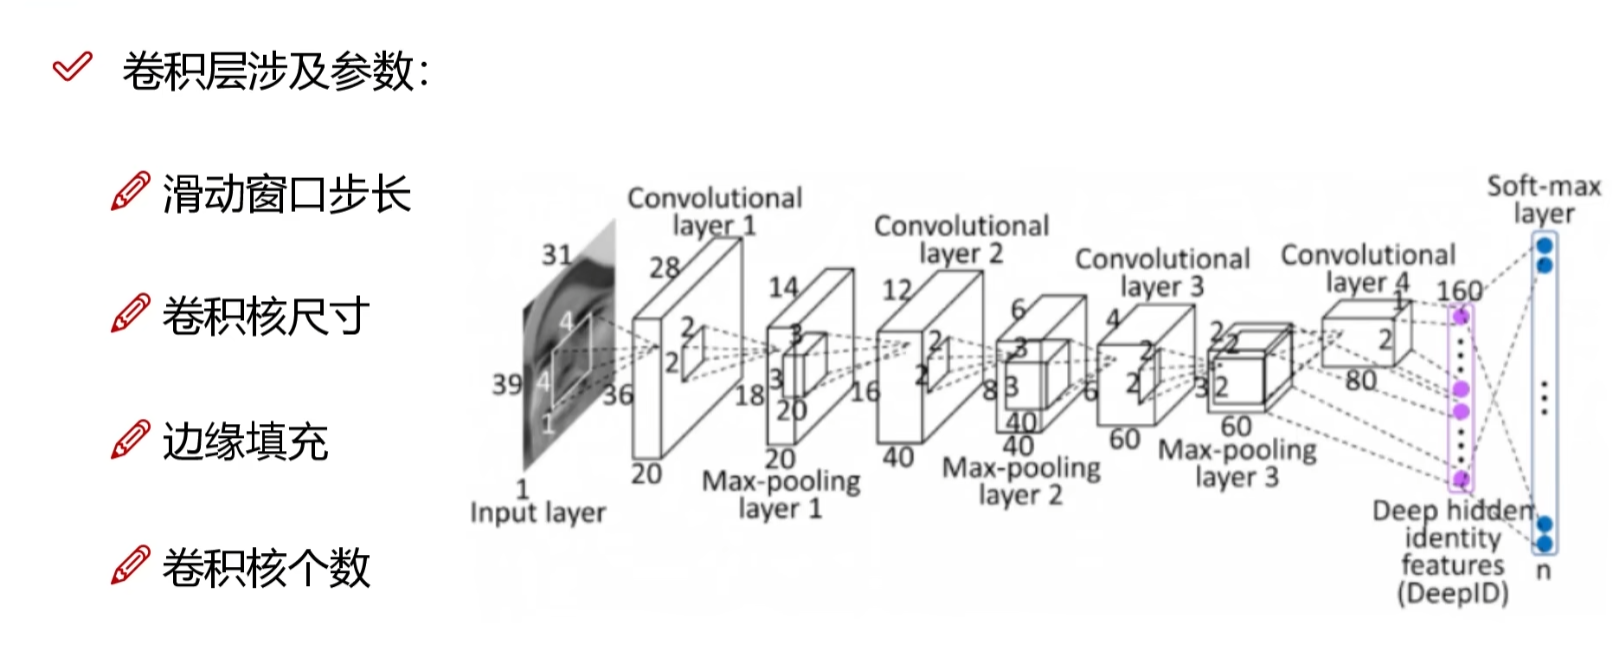 卷积层涉及参数：
滑动窗口步长
卷积核尺寸
边缘填充
卷积核个数
31
39
4
4
1
1
Input layer
Convolutional
layer 1
28
36
20
2
2
14
18
3
3
20
20
Max-pooling
layer 1
Convolutional
layer 2
12
16
40
2
2
6
8
3
3
40
40
Max-pooling
layer 2
Convolutional
layer 3
4
6
60
2
2
2
3
2
2
60
Max-pooling
layer 3
Convolutional
layer 4
1
2
80
160
Deep hidden
identity
features
(DeepID)
Soft-max
layer
n